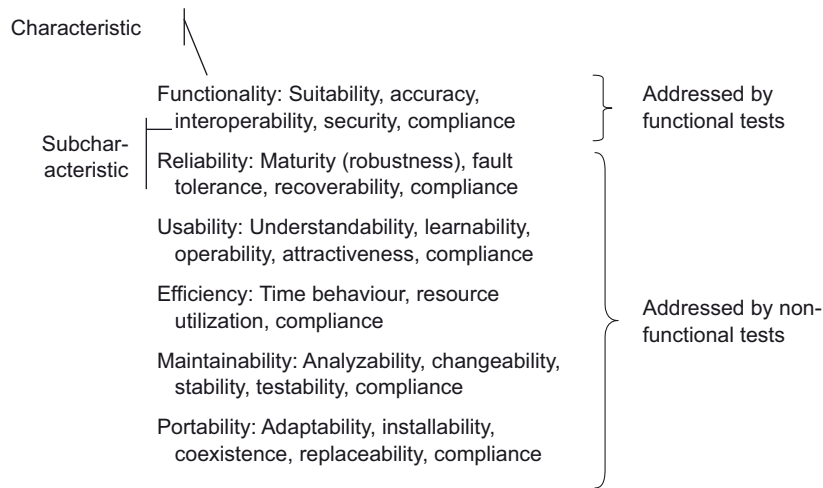 Characteristic
Functionality: Suitability, accuracy,
interoperability, security, compliance
Addressed by
functional tests
Subchar-
acteristic
Reliability: Maturity (robustness), fault
tolerance, recoverability, compliance
Usability: Understandability, learnability,
operability, attractiveness, compliance
Efficiency: Time behaviour, resource
utilization, compliance
Addressed by non-
functional tests
Maintainability: Analyzability, changeability,
stability, testability, compliance
Portability: Adaptability, installability,
coexistence, replaceability, compliance